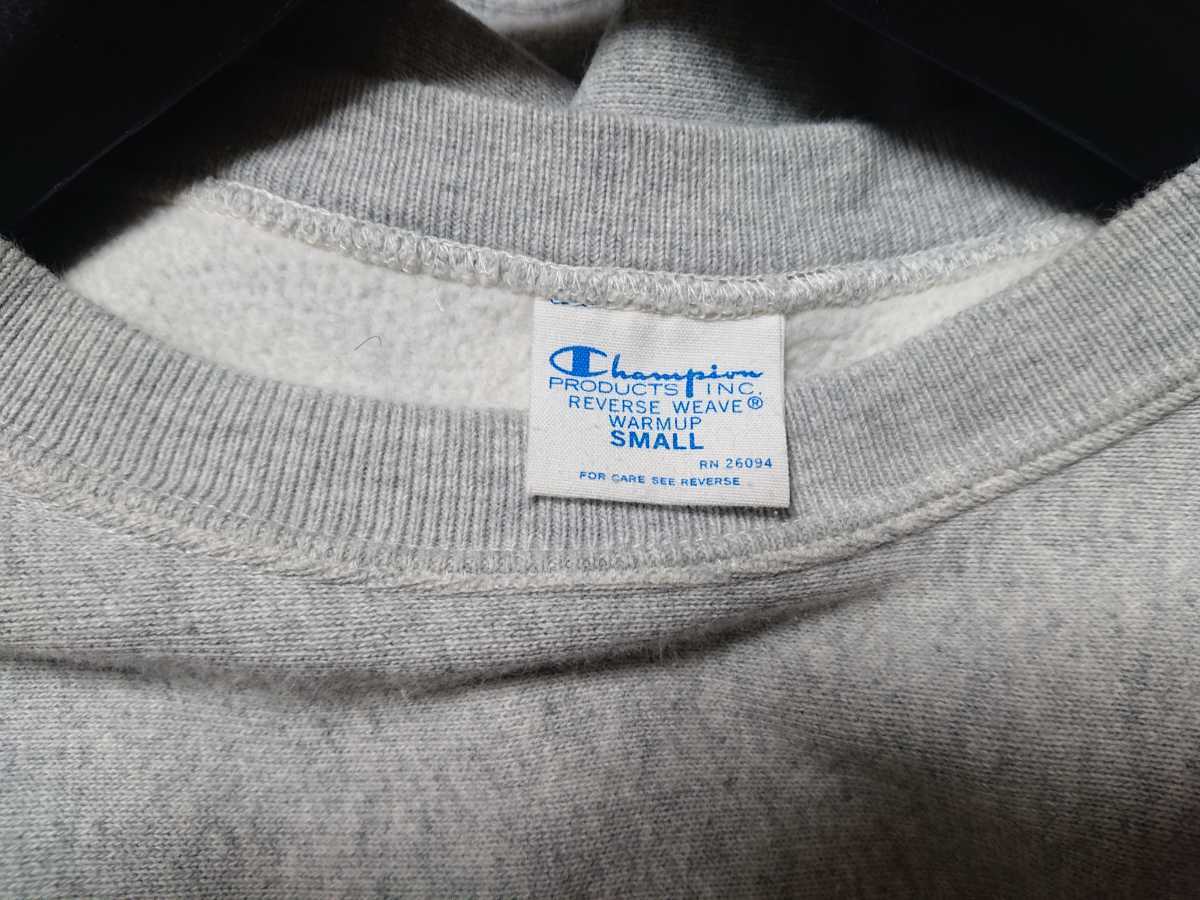 Champion
PRODUCTS INC.
REVERSE WEAVE®
WARMUP
SMALL
RN 26094
FOR CARE SEE REVERSE